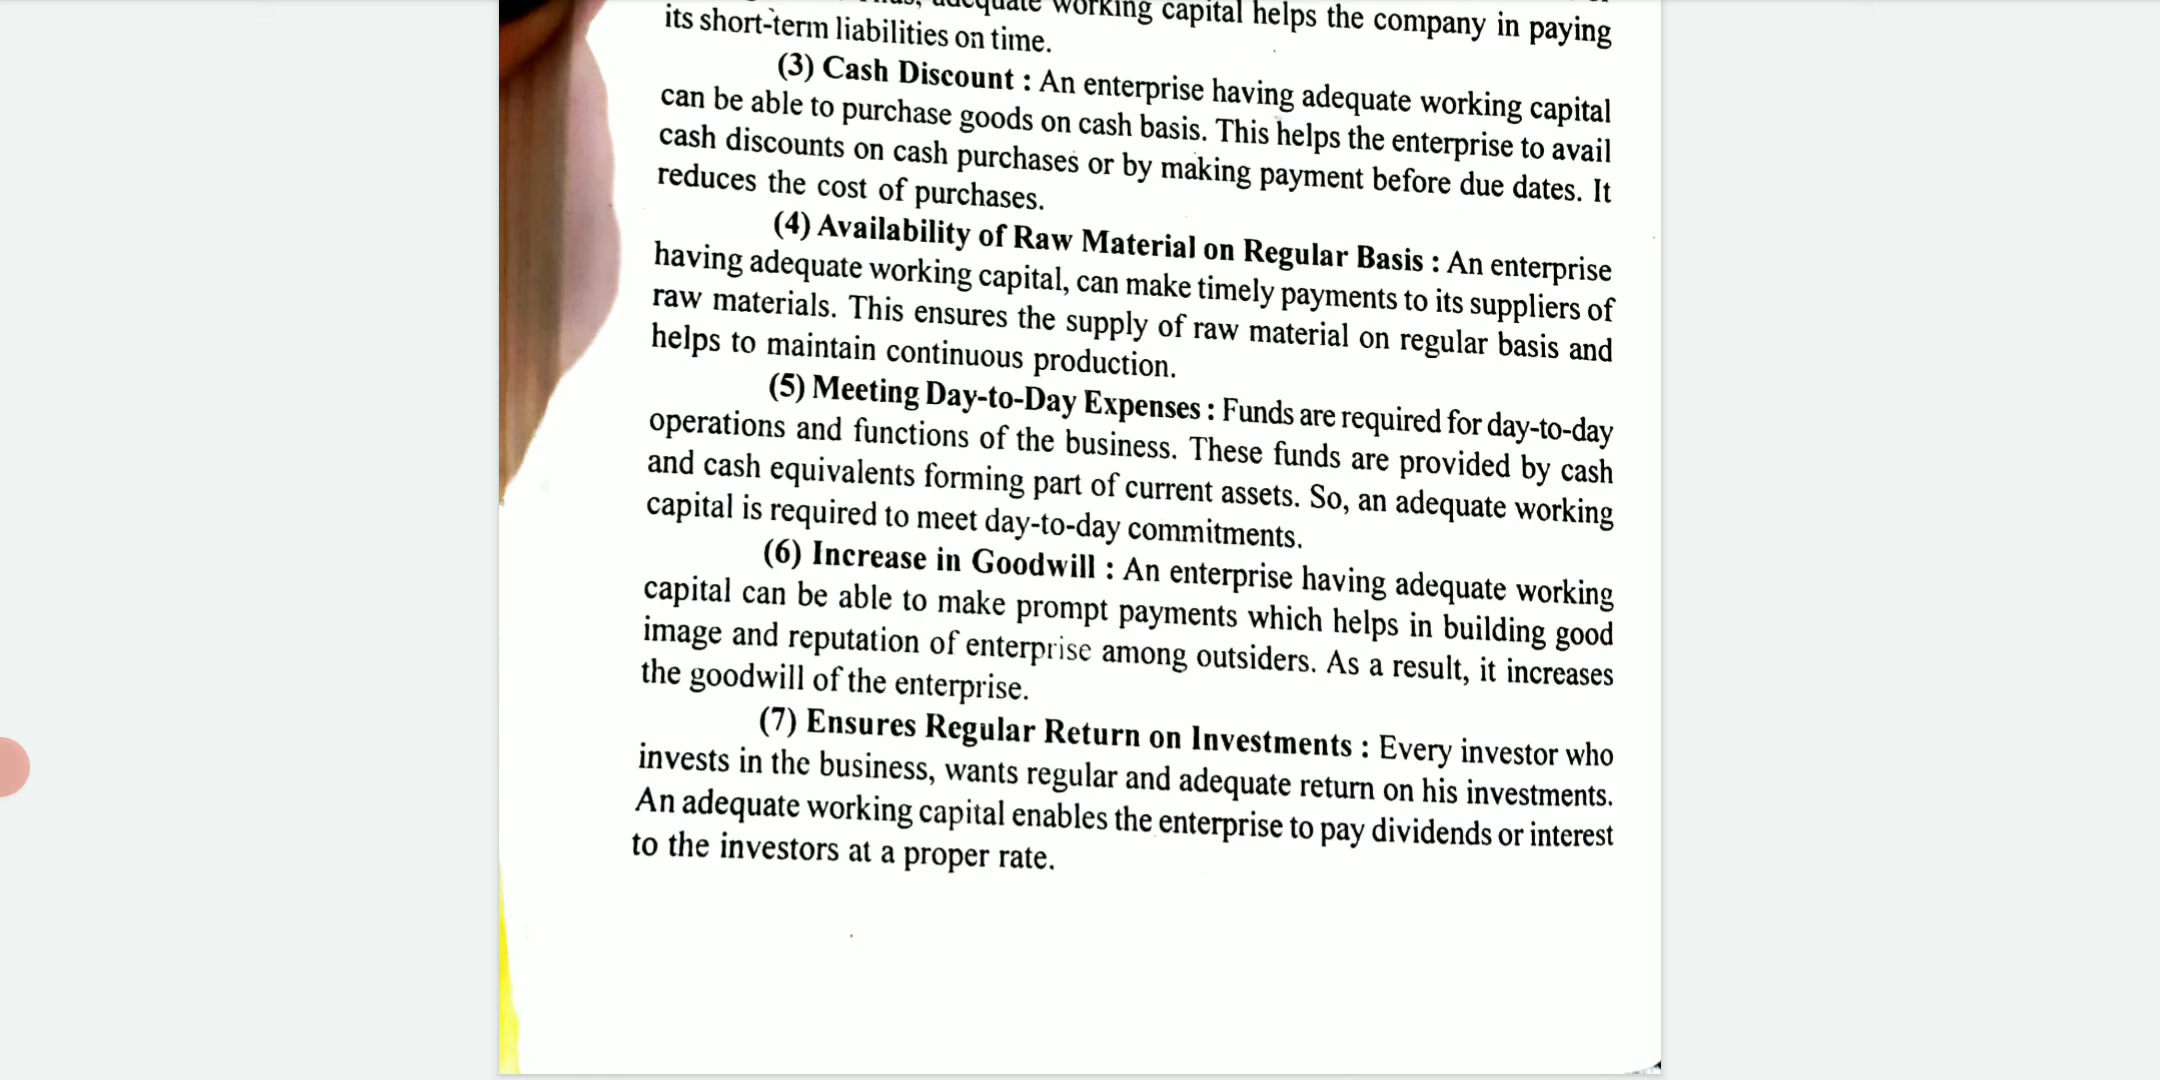 adequate working capital helps the company in paying
its short-term liabilities on time.
(3) Cash Discount : An enterprise having adequate working capital
can be able to purchase goods on cash basis. This helps the enterprise to avail
cash discounts on cash purchases or by making payment before due dates. It
reduces the cost of purchases.
(4) Availability of Raw Material on Regular Basis : An enterprise
having adequate working capital, can make timely payments to its suppliers of
raw materials. This ensures the supply of raw material on regular basis and
helps to maintain continuous production.
(5) Meeting Day-to-Day Expenses : Funds are required for day-to-day
operations and functions of the business. These funds are provided by cash
and cash equivalents forming part of current assets. So, an adequate working
capital is required to meet day-to-day commitments.
(6) Increase in Goodwill : An enterprise having adequate working
capital can be able to make prompt payments which helps in building good
image and reputation of enterprise among outsiders. As a result, it increases
the goodwill of the enterprise.
(7) Ensures Regular Return on Investments : Every investor who
invests in the business, wants regular and adequate return on his investments.
An adequate working capital enables the enterprise to pay dividends or interest
to the investors at a proper rate.